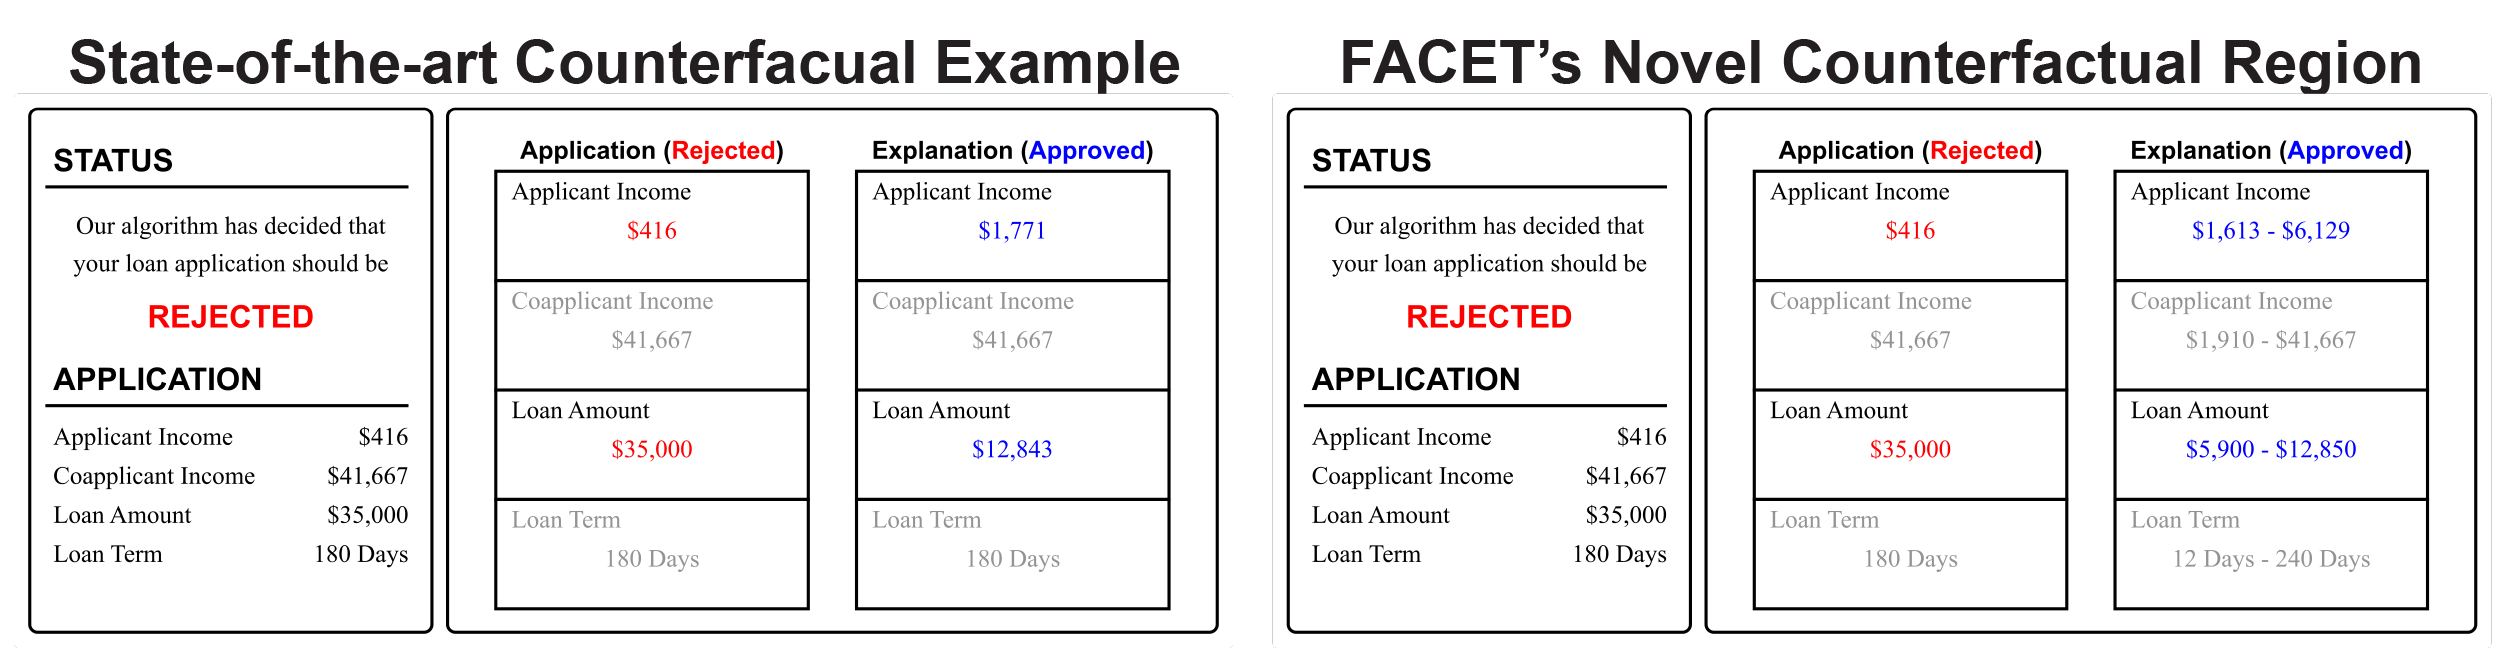 State-of-the-art Counterfacual Example
STATUS
Our algorithm has decided that
your loan application should be
REJECTED
APPLICATION
Applicant Income $416
Coapplicant Income $41,667
Loan Amount $35,000
Loan Term 180 Days
Application (Rejected)
Applicant Income
$416
Coapplicant Income
$41,667
Loan Amount
$35,000
Loan Term
180 Days
Explanation (Approved)
Applicant Income
$1,771
Coapplicant Income
$41,667
Loan Amount
$12,843
Loan Term
180 Days
FACET’s Novel Counterfactual Region
STATUS
Our algorithm has decided that
your loan application should be
REJECTED
APPLICATION
Applicant Income $416
Coapplicant Income $41,667
Loan Amount $35,000
Loan Term 180 Days
Application (Rejected)
Applicant Income
$416
Coapplicant Income
$41,667
Loan Amount
$35,000
Loan Term
180 Days
Explanation (Approved)
Applicant Income
$1,613 - $6,129
Coapplicant Income
$1,910 - $41,667
Loan Amount
$5,900 - $12,850
Loan Term
12 Days - 240 Days